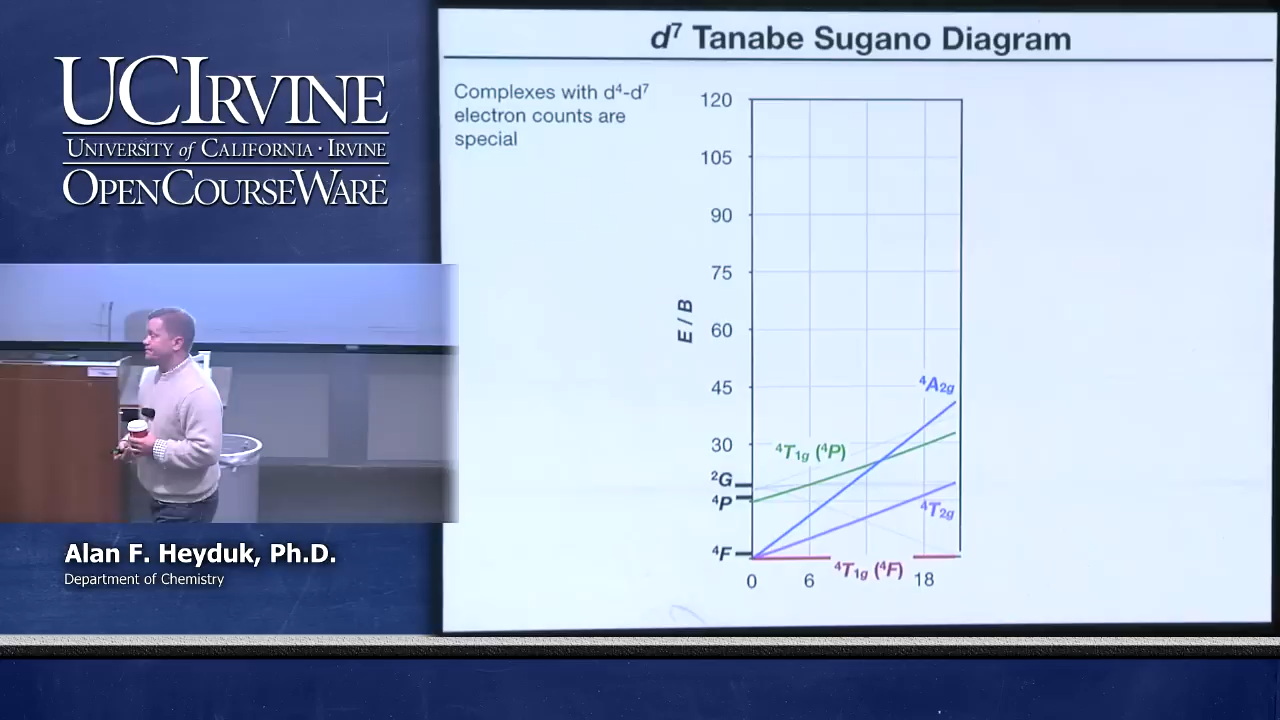 UCIRVINE
UNIVERSITY of CALIFORNIA · IRVINE
OPENCOURSEWARE
Alan F. Heyduk, Ph.D.
Department of Chemistry
d⁷ Tanabe Sugano Diagram
Complexes with d⁴-d⁷
electron counts are
special
120
105
90
75
60
45
30
E / B
⁴A₂g
⁴T₁g (⁴P)
²G
⁴P
⁴T₂g
⁴F
⁴T₁g (⁴F)
0 6 18